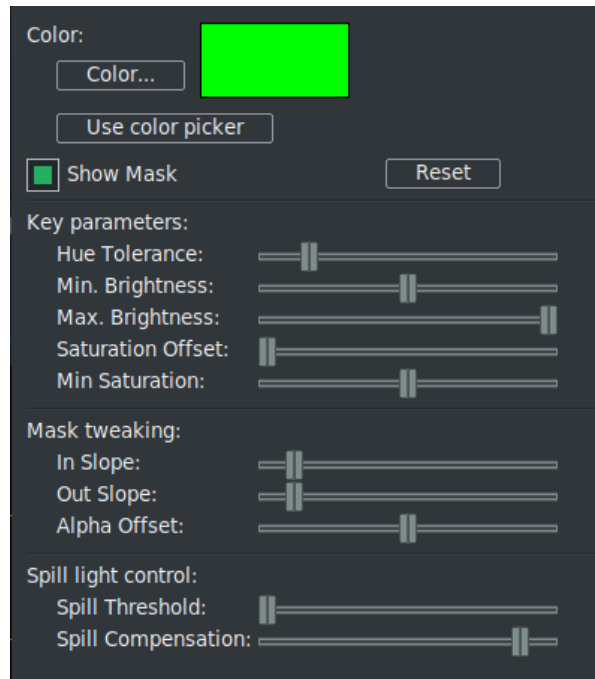 Color:
Color...
Use color picker
Show Mask Reset
Key parameters:
Hue Tolerance:
Min. Brightness:
Max. Brightness:
Saturation Offset:
Min Saturation:
Mask tweaking:
In Slope:
Out Slope:
Alpha Offset:
Spill light control:
Spill Threshold:
Spill Compensation: